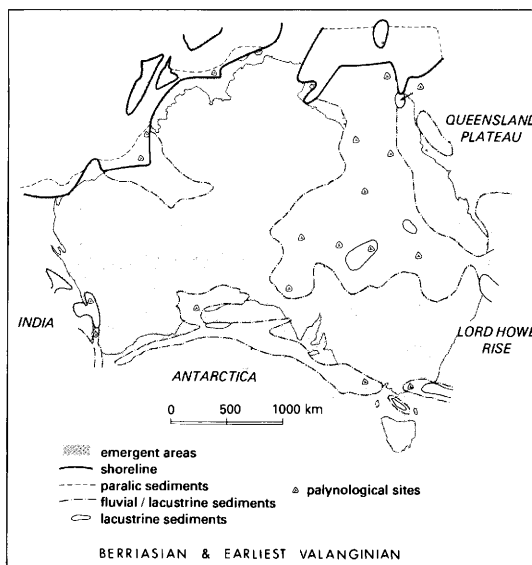 QUEENSLAND
PLATEAU
INDIA
LORD HOWE
RISE
ANTARCTICA
0 500 1000 km
emergent areas
shoreline
paralic sediments
fluvial / lacustrine sediments
lacustrine sediments
palynological sites
BERRIASIAN & EARLIEST VALANGINIAN